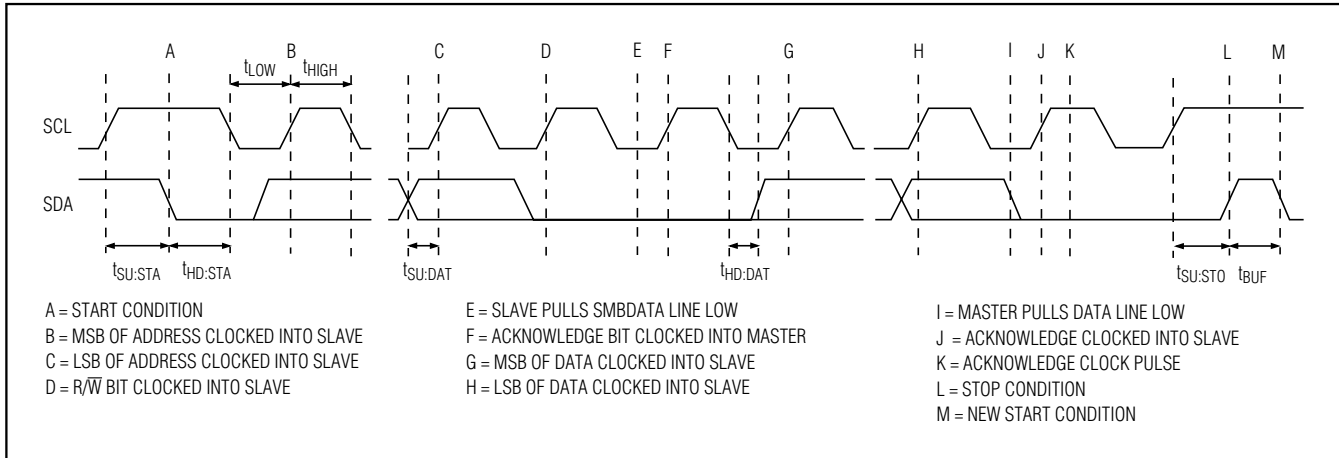 A B C D E F G H I J K L M
tLOW tHIGH
SCL
SDA
tSU:STA tHD:STA tSU:DAT tHD:DAT tSU:STO tBUF
A = START CONDITION
B = MSB OF ADDRESS CLOCKED INTO SLAVE
C = LSB OF ADDRESS CLOCKED INTO SLAVE
D = R/W̅ BIT CLOCKED INTO SLAVE
E = SLAVE PULLS SMBDATA LINE LOW
F = ACKNOWLEDGE BIT CLOCKED INTO MASTER
G = MSB OF DATA CLOCKED INTO SLAVE
H = LSB OF DATA CLOCKED INTO SLAVE
I = MASTER PULLS DATA LINE LOW
J = ACKNOWLEDGE CLOCKED INTO SLAVE
K = ACKNOWLEDGE CLOCK PULSE
L = STOP CONDITION
M = NEW START CONDITION